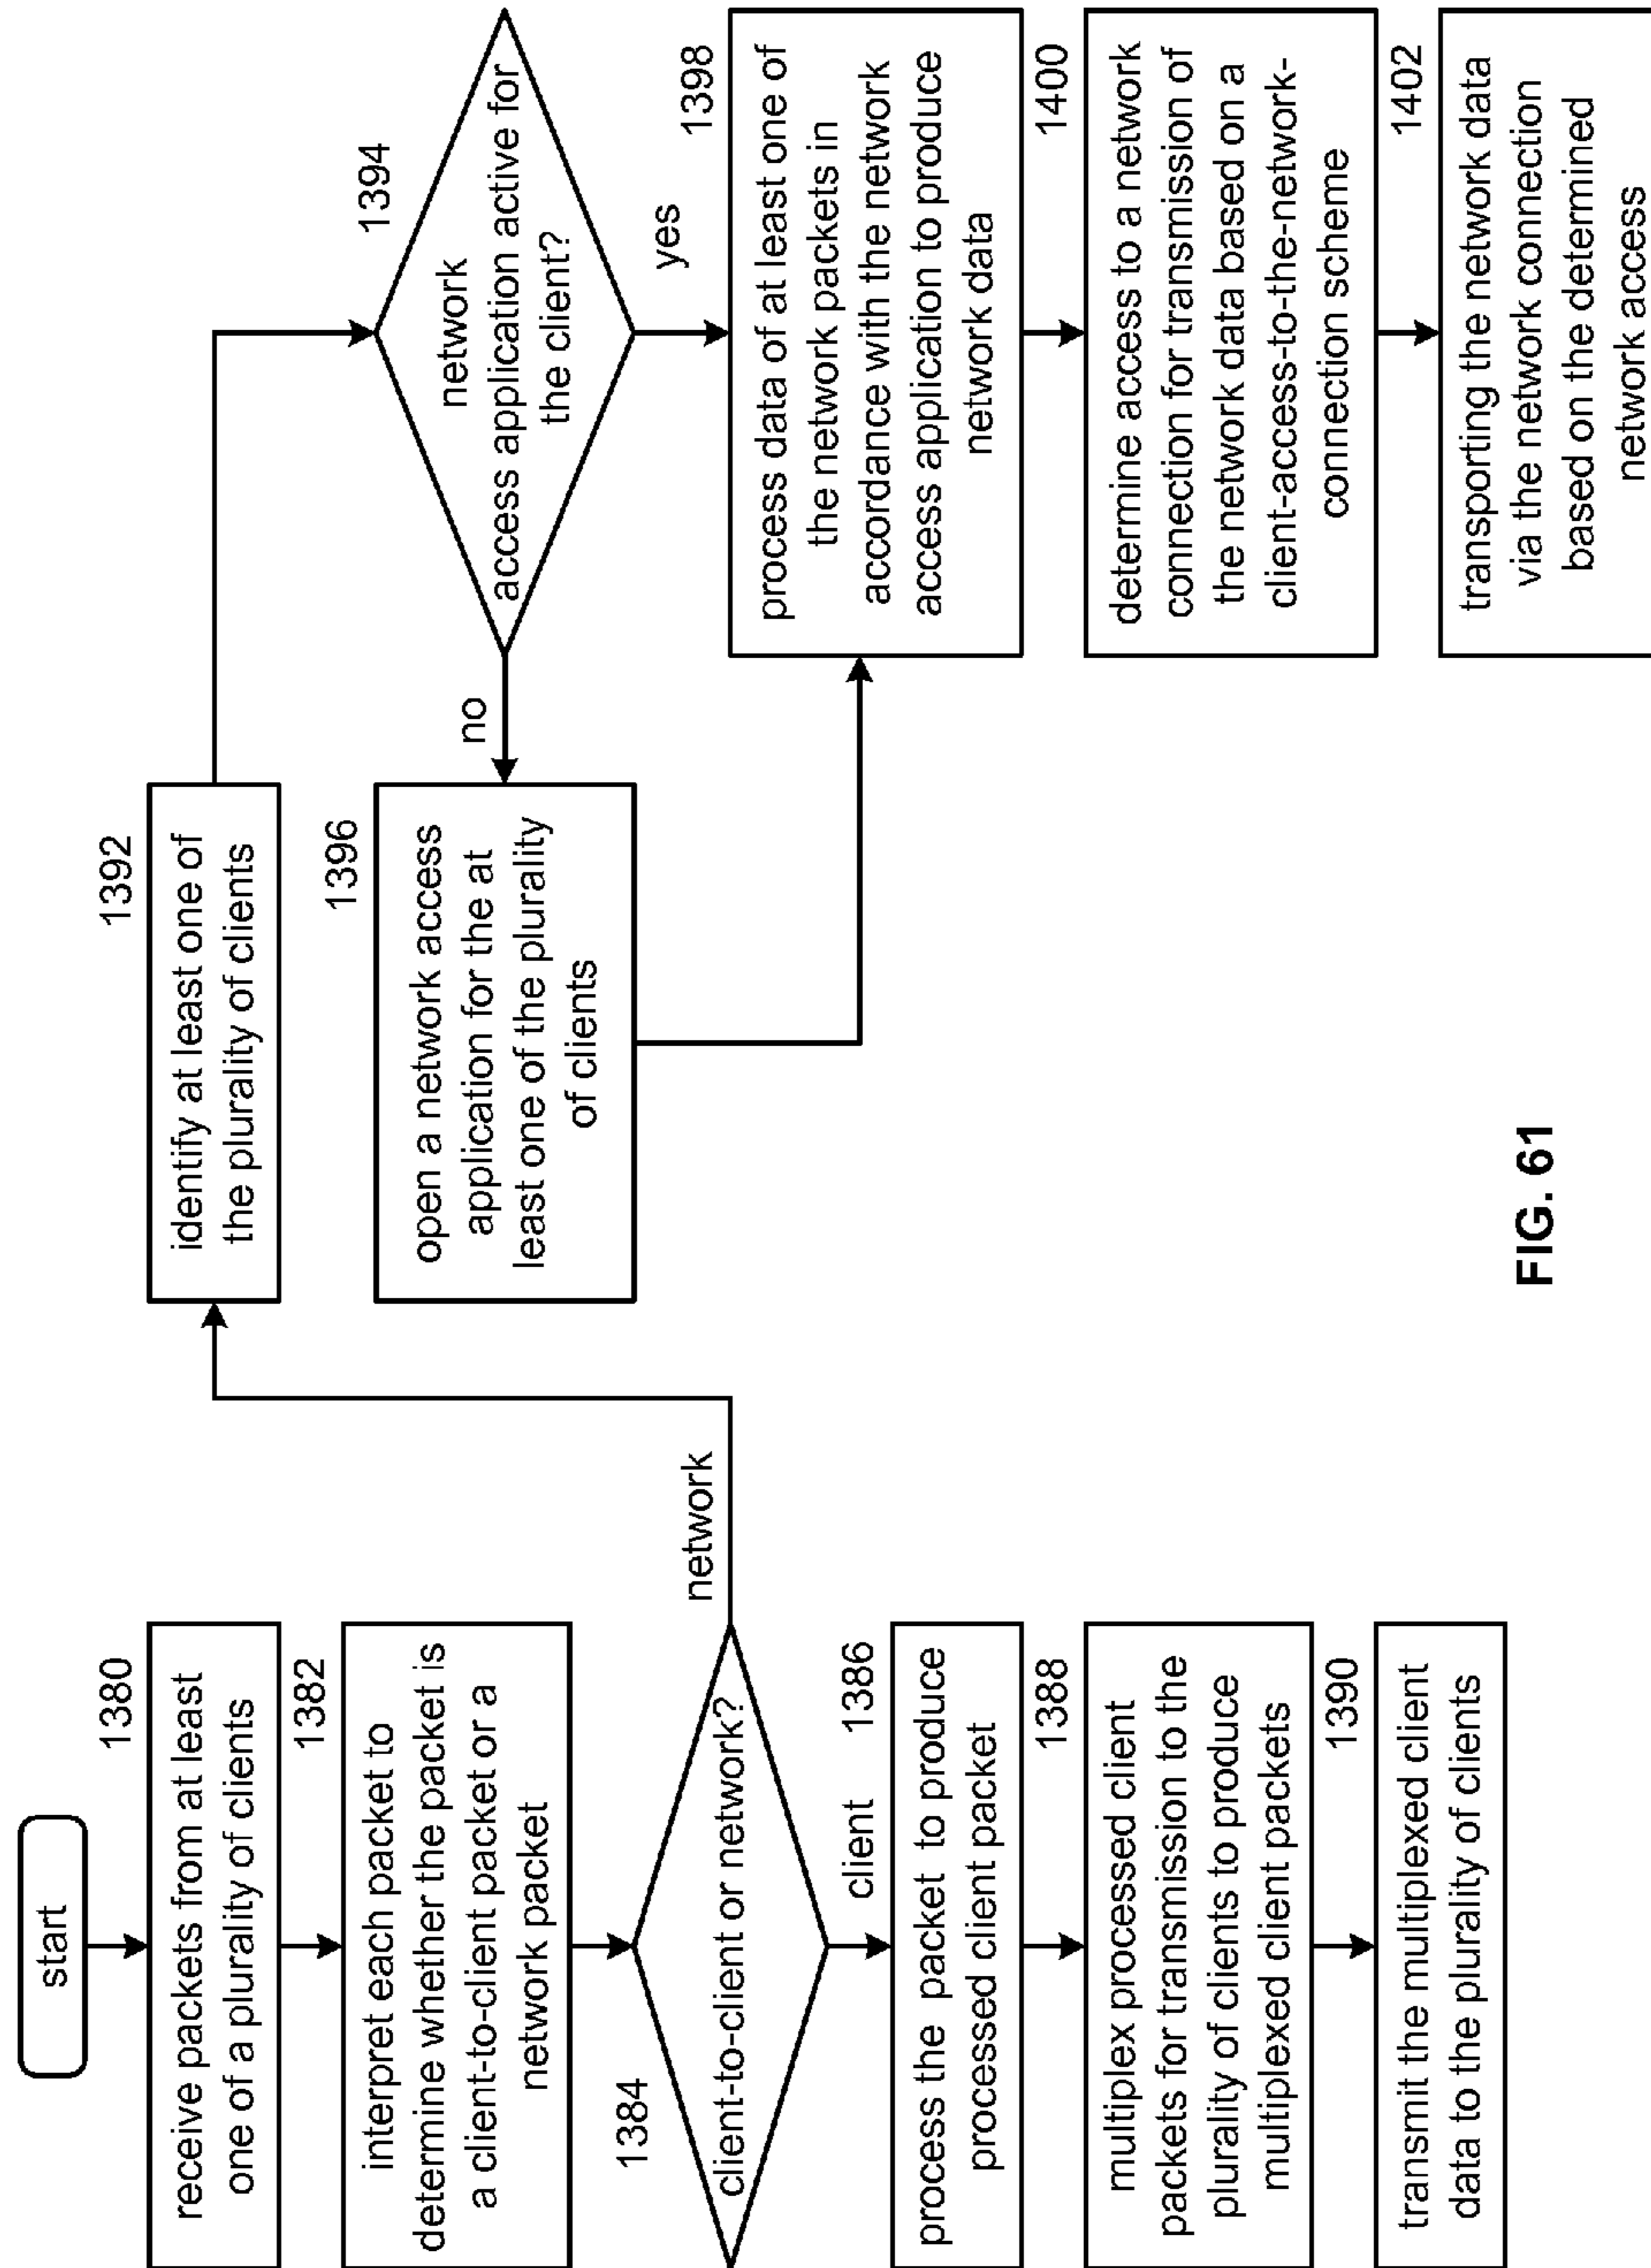 start
1380
receive packets from at least
one of a plurality of clients
1382
interpret each packet to
determine whether the packet is
a client-to-client packet or a
network packet
1384
client-to-client or network?
network
client
1386
process the packet to produce
processed client packet
1388
multiplex processed client
packets for transmission to the
plurality of clients to produce
multiplexed client packets
1390
transmit the multiplexed client
data to the plurality of clients
1392
identify at least one of
the plurality of clients
1394
network
access application active for
the client?
no
yes
1396
open a network access
application for the at
least one of the plurality
of clients
1398
process data of at least one of
the network packets in
accordance with the network
access application to produce
network data
1400
determine access to a network
connection for transmission of
the network data based on a
client-access-to-the-network-
connection scheme
1402
transporting the network data
via the network connection
based on the determined
network access
FIG. 61